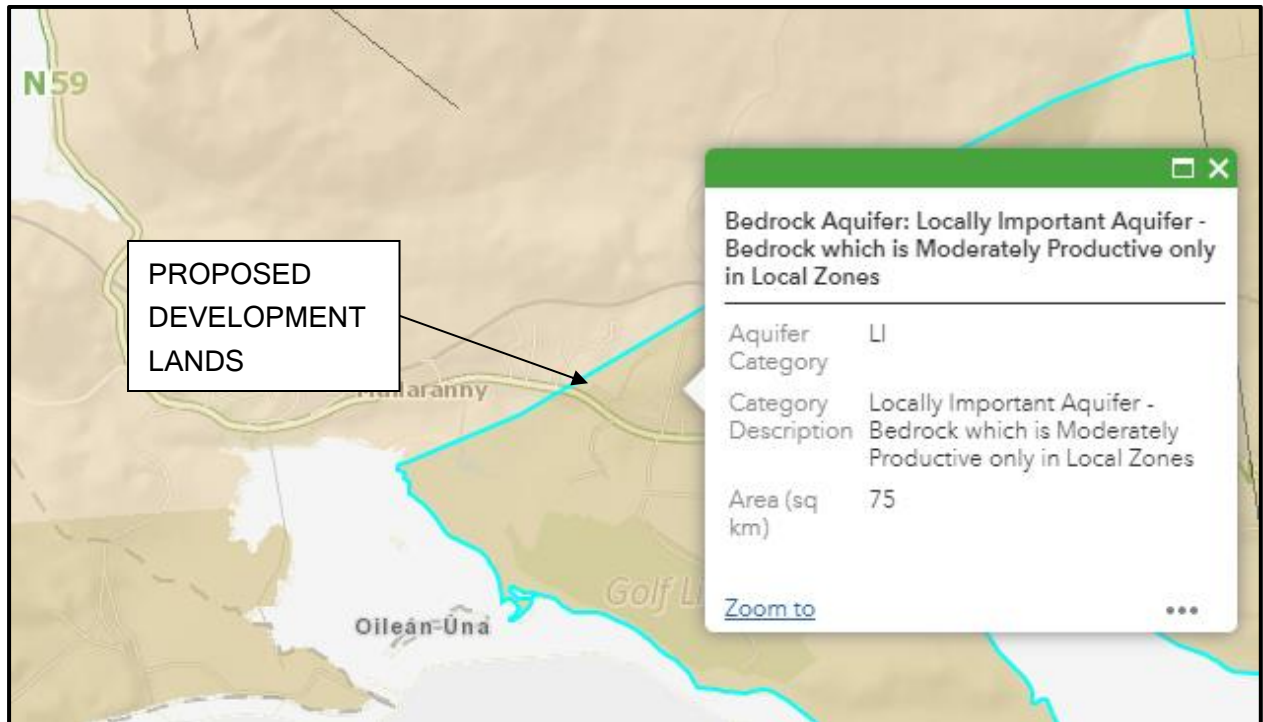 N59
PROPOSED
DEVELOPMENT
LANDS
Bedrock Aquifer: Locally Important Aquifer -
Bedrock which is Moderately Productive only
in Local Zones
Aquifer
Category
Ll
Category
Description
Locally Important Aquifer -
Bedrock which is Moderately
Productive only in Local Zones
Area (sq
km)
75
Zoom to
Golf
Oileán Úna